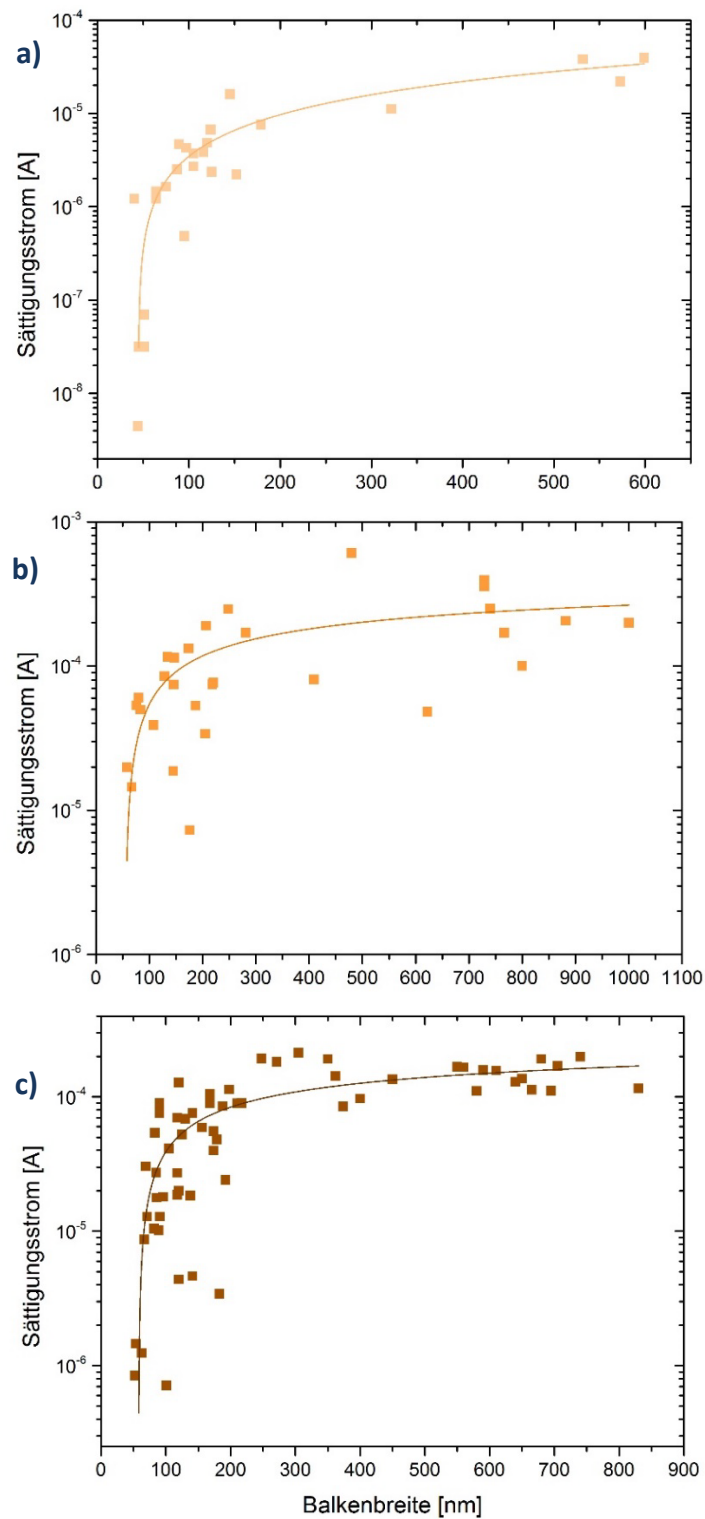 a)
Sättigungsstrom [A]
10⁻⁴
10⁻⁵
10⁻⁶
10⁻⁷
10⁻⁸
0 100 200 300 400 500 600
b)
Sättigungsstrom [A]
10⁻³
10⁻⁴
10⁻⁵
10⁻⁶
0 100 200 300 400 500 600 700 800 900 1000 1100
c)
Sättigungsstrom [A]
10⁻⁴
10⁻⁵
10⁻⁶
0 100 200 300 400 500 600 700 800 900
Balkenbreite [nm]